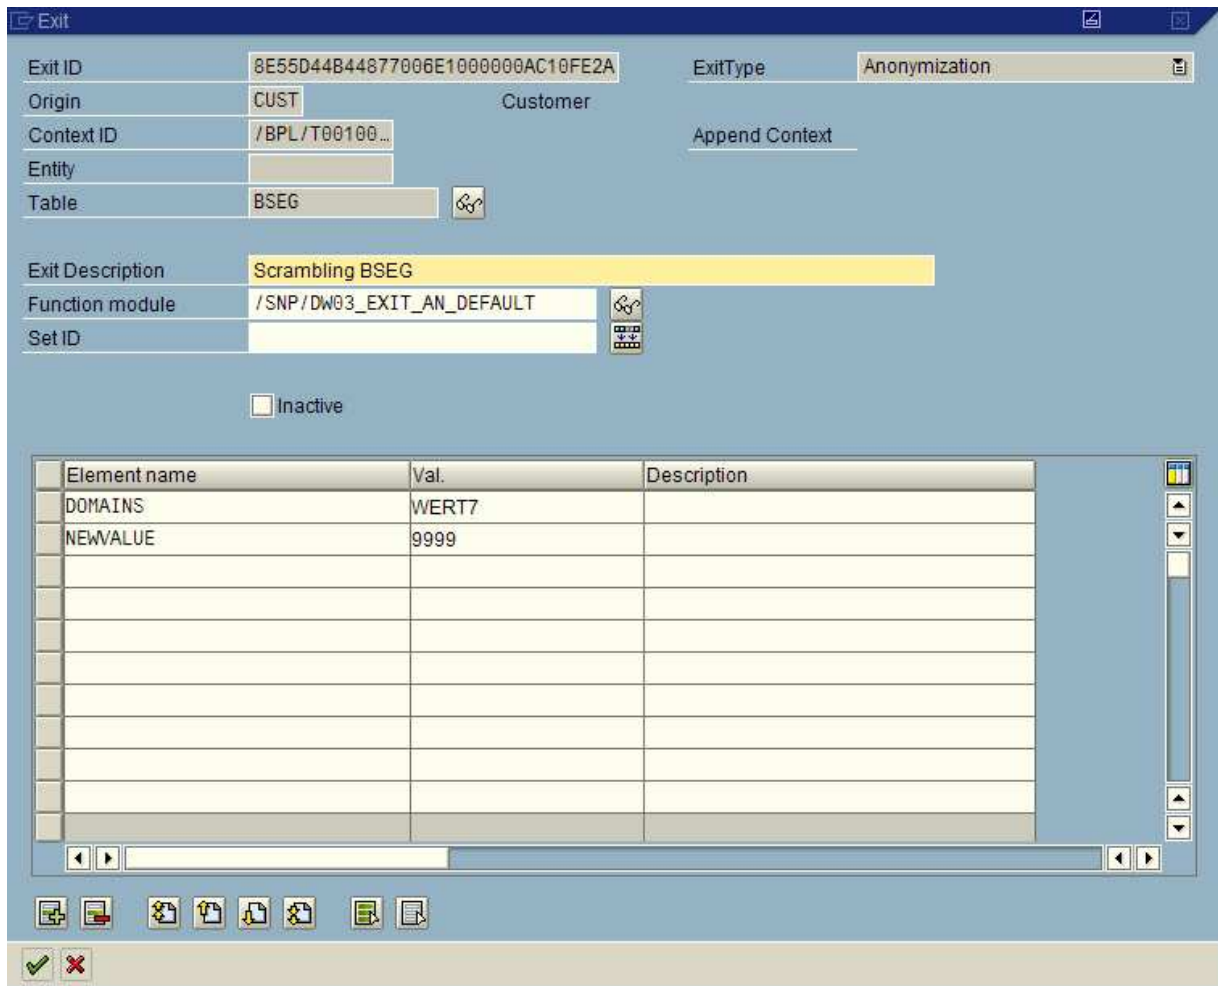 Exit
Exit ID 8E55D44B44877006E1000000AC10FE2A ExitType Anonymization
Origin CUST Customer
Context ID /BPL/T00100… Append Context
Entity
Table BSEG
Exit Description Scrambling BSEG
Function module /SNP/DW03_EXIT_AN_DEFAULT
Set ID
Inactive
Element name Val. Description
DOMAINS WERT7
NEWVALUE 9999